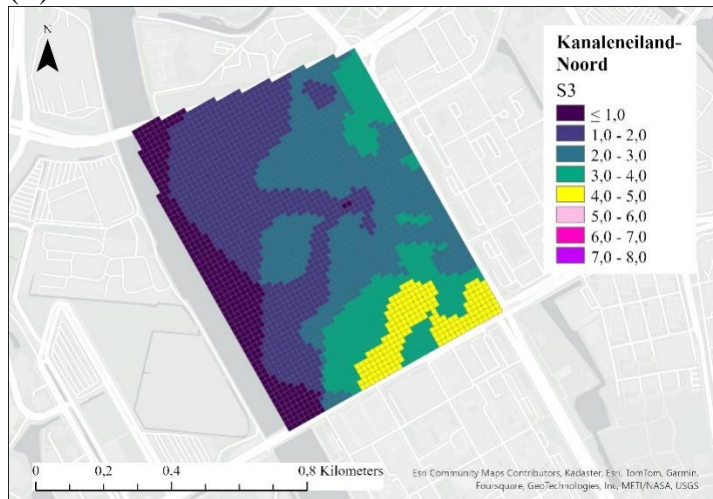 N
Kanaleneiland-
Noord
S3
≤ 1,0
1,0 - 2,0
2,0 - 3,0
3,0 - 4,0
4,0 - 5,0
5,0 - 6,0
6,0 - 7,0
7,0 - 8,0
0 0,2 0,4 0,8 Kilometers
Esri Community Maps Contributors, Kadaster, Esri, TomTom, Garmin,
Foursquare, GeoTechnologies, Inc, METI/NASA, USGS